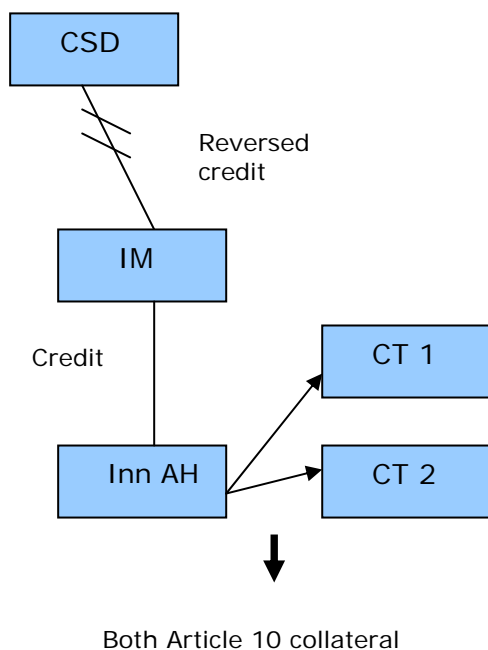 CSD
Reversed
credit
IM
Credit
CT 1
Inn AH
CT 2
Both Article 10 collateral